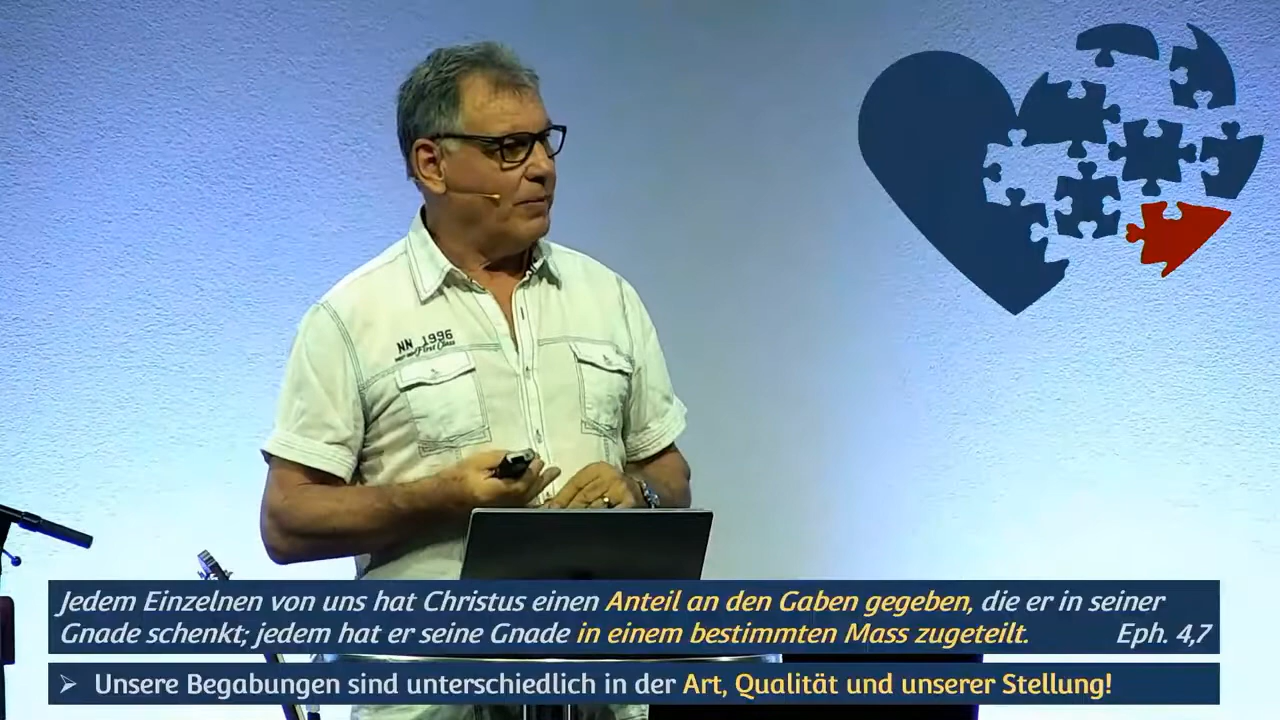 NN 1996
First Class
Jedem Einzelnen von uns hat Christus einen Anteil an den Gaben gegeben, die er in seiner
Gnade schenkt; jedem hat er seine Gnade in einem bestimmten Mass zugeteilt. Eph. 4,7
➢ Unsere Begabungen sind unterschiedlich in der Art, Qualität und unserer Stellung!